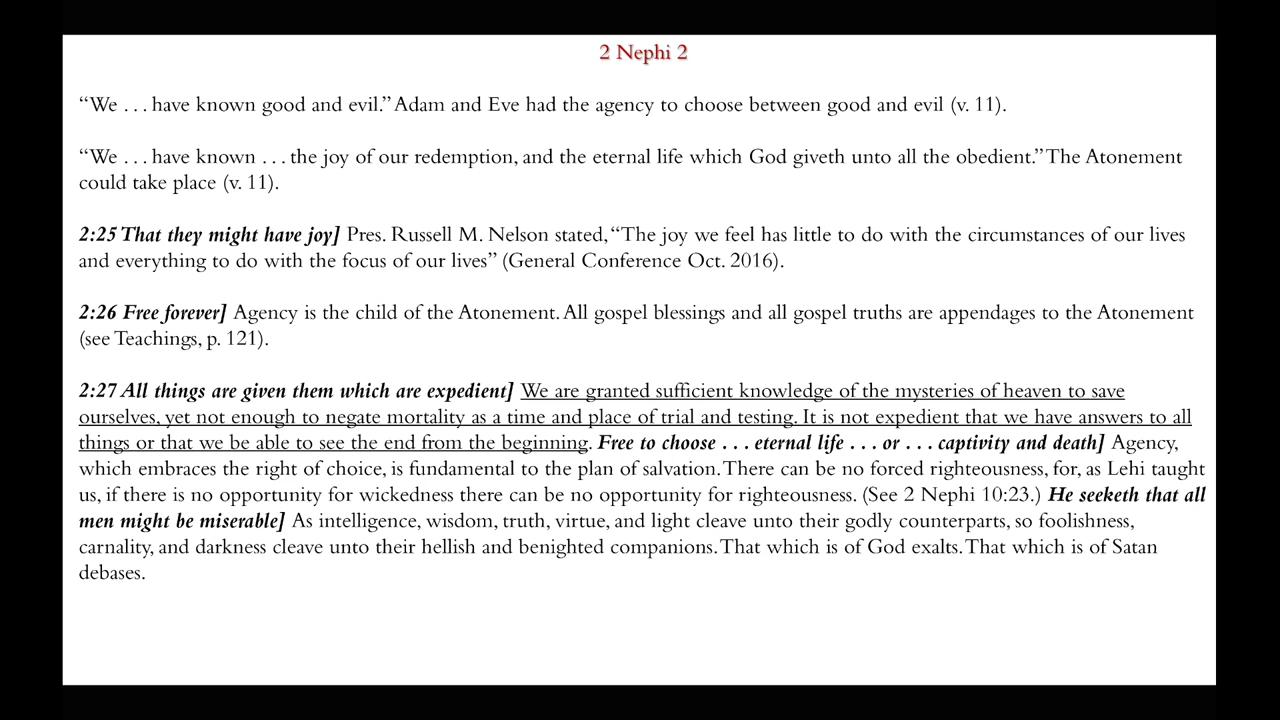 2 Nephi 2
“We . . . have known good and evil.” Adam and Eve had the agency to choose between good and evil (v. 11).
“We . . . have known . . . the joy of our redemption, and the eternal life which God giveth unto all the obedient.” The Atonement
could take place (v. 11).
2:25 That they might have joy] Pres. Russell M. Nelson stated, “The joy we feel has little to do with the circumstances of our lives
and everything to do with the focus of our lives” (General Conference Oct. 2016).
2:26 Free forever] Agency is the child of the Atonement. All gospel blessings and all gospel truths are appendages to the Atonement
(see Teachings, p. 121).
2:27 All things are given them which are expedient] We are granted sufficient knowledge of the mysteries of heaven to save
ourselves, yet not enough to negate mortality as a time and place of trial and testing. It is not expedient that we have answers to all
things or that we be able to see the end from the beginning. Free to choose . . . eternal life . . . or . . . captivity and death] Agency,
which embraces the right of choice, is fundamental to the plan of salvation. There can be no forced righteousness, for, as Lehi taught
us, if there is no opportunity for wickedness there can be no opportunity for righteousness. (See 2 Nephi 10:23.) He seeketh that all
men might be miserable] As intelligence, wisdom, truth, virtue, and light cleave unto their godly counterparts, so foolishness,
carnality, and darkness cleave unto their hellish and benighted companions. That which is of God exalts. That which is of Satan
debases.